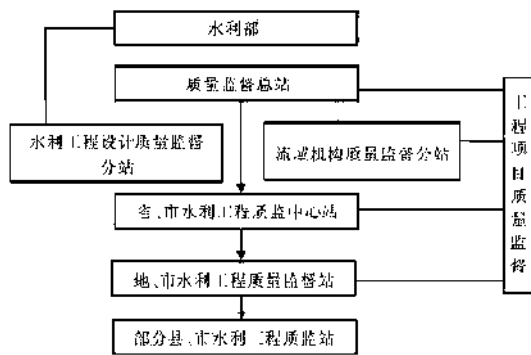 水利部
质量监督总站
水利工程设计质量监督
分站
流域机构质量监督分站
省、市水利工程质监中心站
地、市水利工程质量监督站
部分县、市水利工程质监站
工程项目质量监督